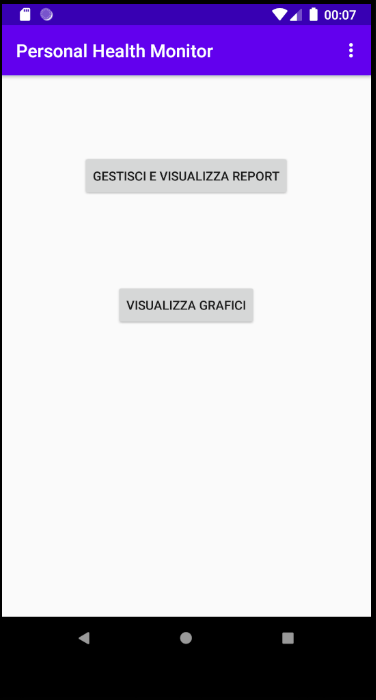 00:07
Personal Health Monitor
GESTISCI E VISUALIZZA REPORT
VISUALIZZA GRAFICI